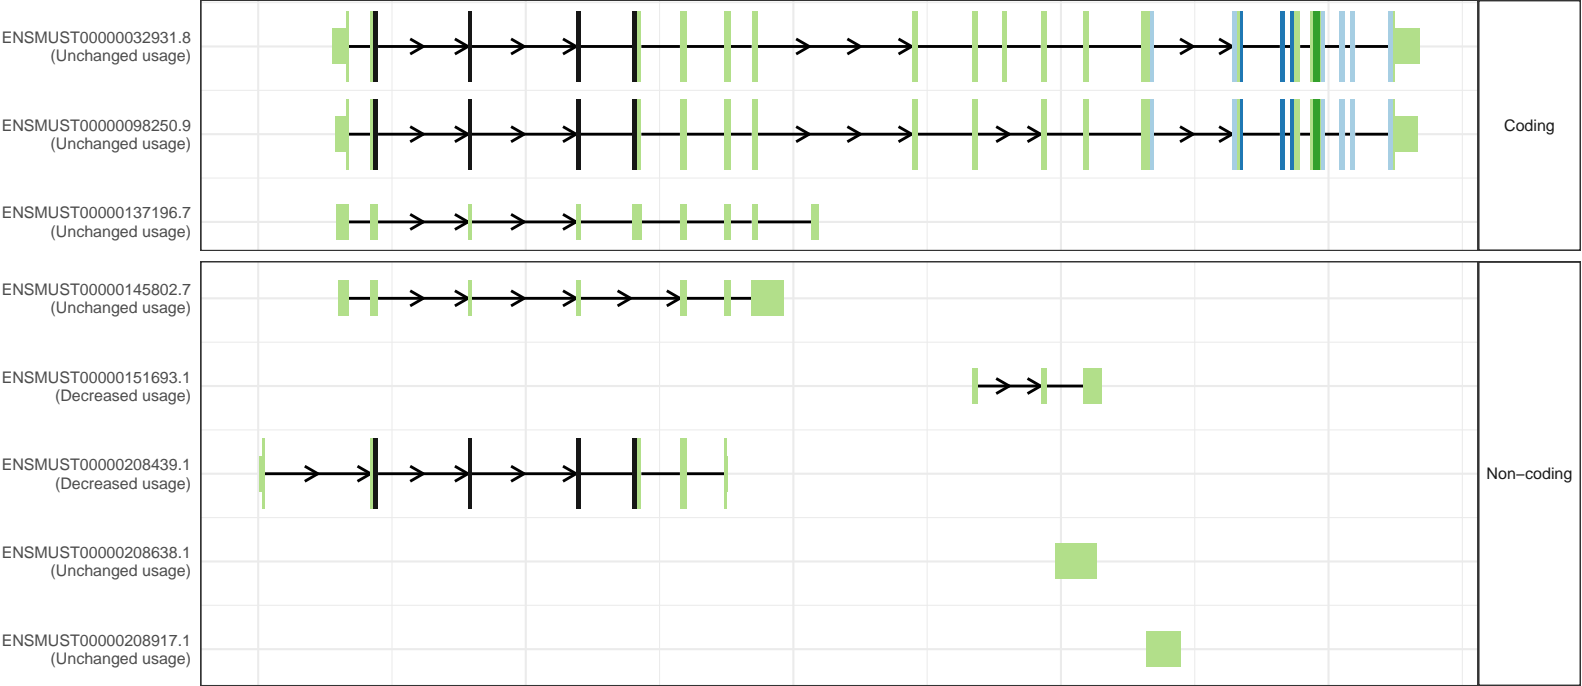 ENSMUST00000032931.8
(Unchanged usage)
ENSMUST00000098250.9
(Unchanged usage)
ENSMUST00000137196.7
(Unchanged usage)
Coding
ENSMUST00000145802.7
(Unchanged usage)
ENSMUST00000151693.1
(Decreased usage)
ENSMUST00000208439.1
(Decreased usage)
ENSMUST00000208638.1
(Unchanged usage)
ENSMUST00000208917.1
(Unchanged usage)
Non−coding